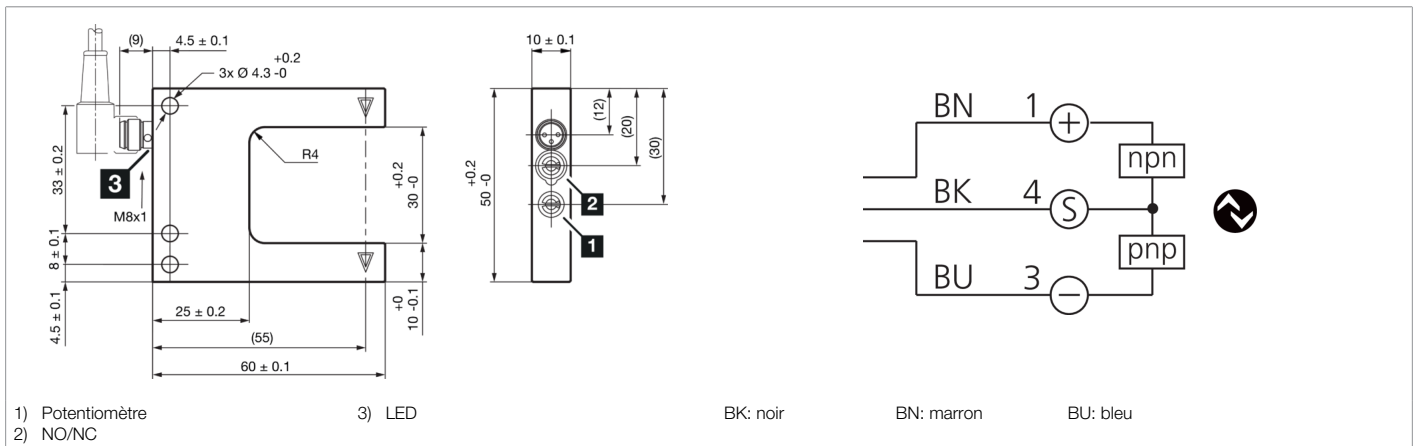 (9)
4.5 ± 0.1
+0.2
3x Ø 4.3 -0
33 ± 0.2
3
M8x1
8 ± 0.1
4.5 ± 0.1
R4
+0.2
30 -0
+0
10 -0.1
25 ± 0.2
(55)
60 ± 0.1
10 ± 0.1
(12)
(20)
(30)
+0.2
50 -0
2
1
BN 1 +
npn
BK 4 S
pnp
BU 3 −
1) Potentiomètre 3) LED BK: noir BN: marron BU: bleu
2) NO/NC